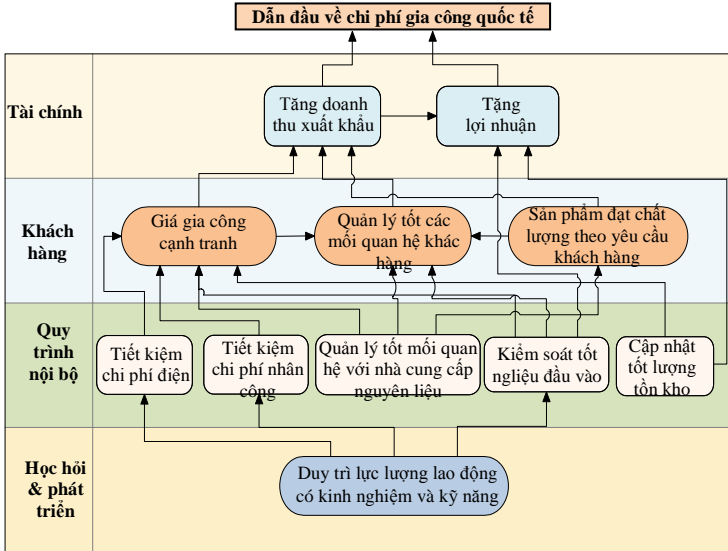 Dẫn đầu về chi phí gia công quốc tế
Tài chính
Tăng doanh
thu xuất khẩu
Tặng
lợi nhuận
Khách
hàng
Giá gia công
cạnh tranh
Quản lý tốt các
mối quan hệ khác
hàng
Sản phẩm đạt chất
lượng theo yêu cầu
khách hàng
Quy
trình
nội bộ
Tiết kiệm
chi phí điện
Tiết kiệm
chi phí nhân
công
Quản lý tốt mối quan
hệ với nhà cung cấp
nguyên liệu
Kiểm soát tốt
ngliệu đầu vào
Cập nhật
tốt lượng
tồn kho
Học hỏi
& phát
triển
Duy trì lực lượng lao động
có kinh nghiệm và kỹ năng